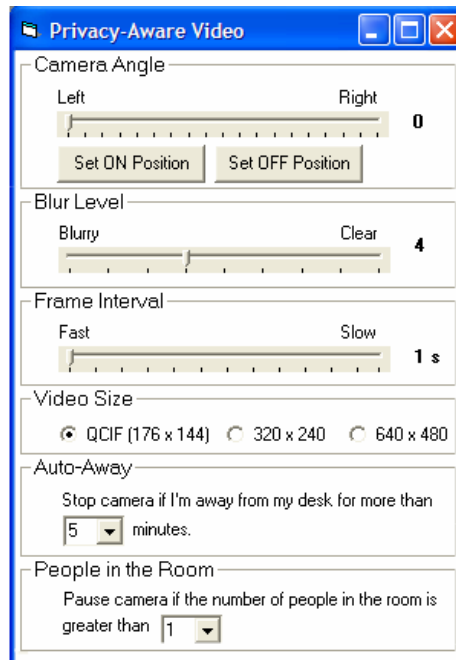 Privacy-Aware Video
Camera Angle
Left Right
0
Set ON Position Set OFF Position
Blur Level
Blurry Clear
4
Frame Interval
Fast Slow
1 s
Video Size
QCIF (176 x 144) 320 x 240 640 x 480
Auto-Away
Stop camera if I'm away from my desk for more than
5 minutes.
People in the Room
Pause camera if the number of people in the room is
greater than 1